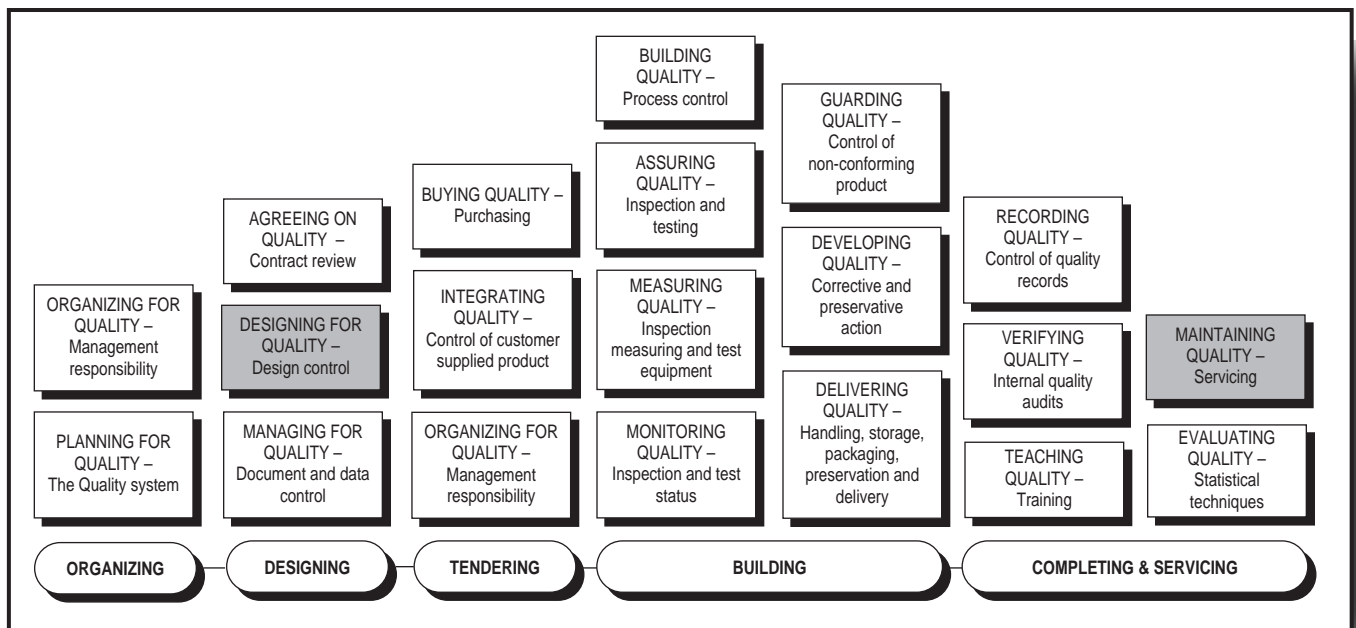 ORGANIZING FOR
QUALITY –
Management
responsibility
PLANNING FOR
QUALITY –
The Quality system
AGREEING ON
QUALITY –
Contract review
DESIGNING FOR
QUALITY –
Design control
MANAGING FOR
QUALITY –
Document and data
control
BUYING QUALITY –
Purchasing
INTEGRATING
QUALITY –
Control of customer
supplied product
ORGANIZING FOR
QUALITY –
Management
responsibility
BUILDING
QUALITY –
Process control
ASSURING
QUALITY –
Inspection and
testing
MEASURING
QUALITY –
Inspection
measuring and test
equipment
MONITORING
QUALITY –
Inspection and test
status
GUARDING
QUALITY –
Control of
non-conforming
product
DEVELOPING
QUALITY –
Corrective and
preservative
action
DELIVERING
QUALITY –
Handling, storage,
packaging,
preservation and
delivery
RECORDING
QUALITY –
Control of quality
records
VERIFYING
QUALITY –
Internal quality
audits
TEACHING
QUALITY –
Training
MAINTAINING
QUALITY –
Servicing
EVALUATING
QUALITY –
Statistical
techniques
ORGANIZING
DESIGNING
TENDERING
BUILDING
COMPLETING & SERVICING